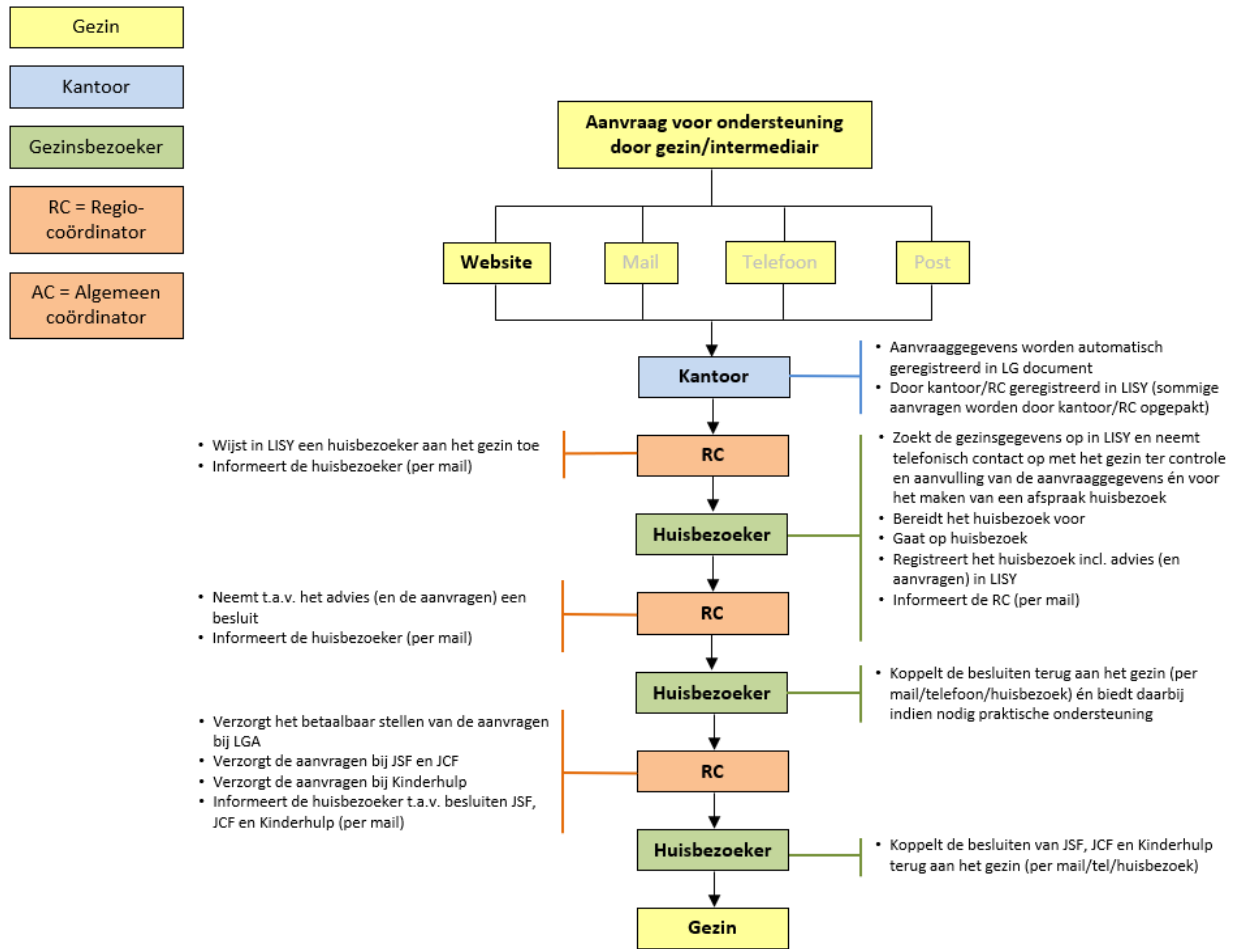 Gezin
Kantoor
Gezinsbezoeker
RC = Regio-
coördinator
AC = Algemeen
coördinator
Aanvraag voor ondersteuning
door gezin/intermediair
Website
Mail
Telefoon
Post
Kantoor
• Aanvraaggegevens worden automatisch
geregistreerd in LG document
• Door kantoor/RC geregistreerd in LISY (sommige
aanvragen worden door kantoor/RC opgepakt)
RC
• Wijst in LISY een huisbezoeker aan het gezin toe
• Informeert de huisbezoeker (per mail)
Huisbezoeker
• Zoekt de gezinsgegevens op in LISY en neemt
telefonisch contact op met het gezin ter controle
en aanvulling van de aanvraaggegevens én voor
het maken van een afspraak huisbezoek
• Bereidt het huisbezoek voor
• Gaat op huisbezoek
• Registreert het huisbezoek incl. advies (en
aanvragen) in LISY
• Informeert de RC (per mail)
RC
• Neemt t.a.v. het advies (en de aanvragen) een
besluit
• Informeert de huisbezoeker (per mail)
Huisbezoeker
• Koppelt de besluiten terug aan het gezin (per
mail/telefoon/huisbezoek) én biedt daarbij
indien nodig praktische ondersteuning
RC
• Verzorgt het betaalbaar stellen van de aanvragen
bij LGA
• Verzorgt de aanvragen bij JSF en JCF
• Verzorgt de aanvragen bij Kinderhulp
• Informeert de huisbezoeker t.a.v. besluiten JSF,
JCF en Kinderhulp (per mail)
Huisbezoeker
• Koppelt de besluiten van JSF, JCF en Kinderhulp
terug aan het gezin (per mail/tel/huisbezoek)
Gezin